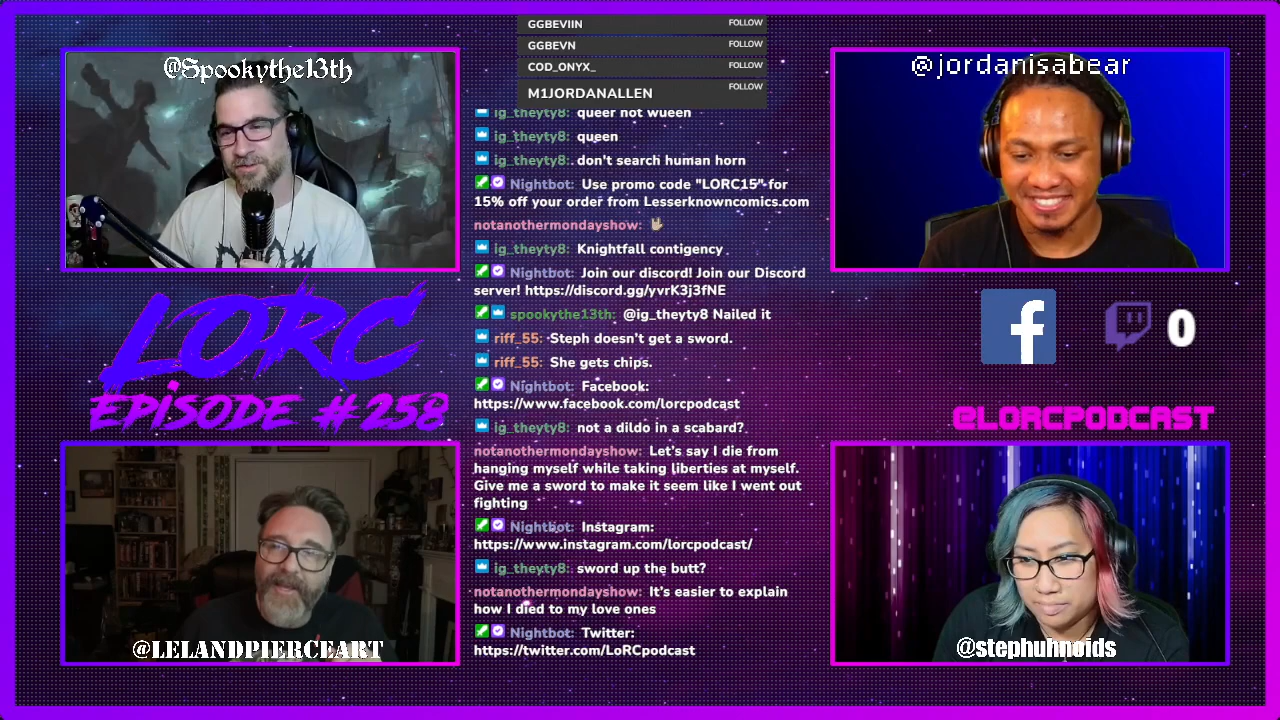 GGBEVIIN FOLLOW
GGBEVN FOLLOW
COD_ONYX_ FOLLOW
M1JORDANALLEN FOLLOW
@Spookythe13th
@jordanisabear
ig_theyty8: queer not wueen
ig_theyty8: queen
ig_theyty8: don't search human horn
Nightbot: Use promo code "LORC15" for
15% off your order from Lesserknowncomics.com
notanothermondayshow: 🤘
ig_theyty8: Knightfall contigency
Nightbot: Join our discord! Join our Discord
server! https://discord.gg/yvrK3j3fNE
spookythe13th: @ig_theyty8 Nailed it
riff_55: Steph doesn't get a sword.
riff_55: She gets chips.
Nightbot: Facebook:
https://www.facebook.com/lorcpodcast
ig_theyty8: not a dildo in a scabard?
notanothermondayshow: Let's say I die from
hanging myself while taking liberties at myself.
Give me a sword to make it seem like I went out
fighting
Nightbot: Instagram:
https://www.instagram.com/lorcpodcast/
ig_theyty8: sword up the butt?
notanothermondayshow: It's easier to explain
how I died to my love ones
Nightbot: Twitter:
https://twitter.com/LoRCpodcast
LORC
EPISODE #258
f
0
@LORCPODCAST
@LELANDPIERCEART
@stephuhnoids